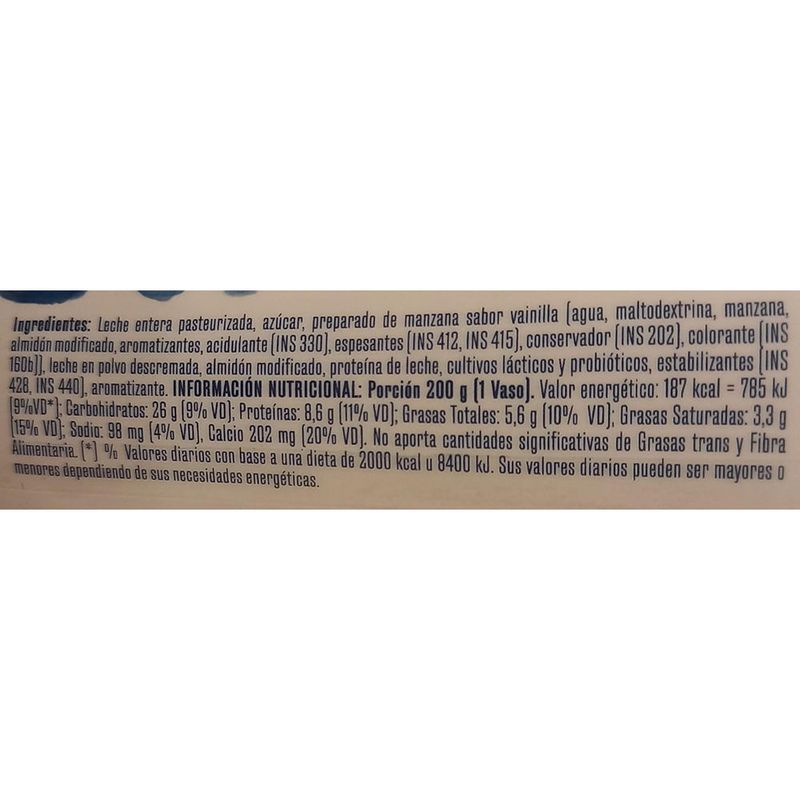 Ingredientes: Leche entera pasteurizada, azúcar, preparado de manzana sabor vainilla (agua, maltodextrina, manzana,
almidón modificado, aromatizantes, acidulante (INS 330), espesantes (INS 412, INS 415), conservador (INS 202), colorante (INS
160b)), leche en polvo descremada, almidón modificado, proteína de leche, cultivos lácticos y probióticos, estabilizantes (INS
428, INS 440), aromatizante. INFORMACIÓN NUTRICIONAL: Porción 200 g (1 Vaso). Valor energético: 187 kcal = 785 kJ
(9%VD*); Carbohidratos: 26 g (9% VD); Proteínas: 8,6 g (11% VD); Grasas Totales: 5,6 g (10% VD); Grasas Saturadas: 3,3 g
(15% VD); Sodio: 98 mg (4% VD), Calcio 202 mg (20% VD). No aporta cantidades significativas de Grasas trans y Fibra
Alimentaria. (*) % Valores diarios con base a una dieta de 2000 kcal u 8400 kJ. Sus valores diarios pueden ser mayores o
menores dependiendo de sus necesidades energéticas.